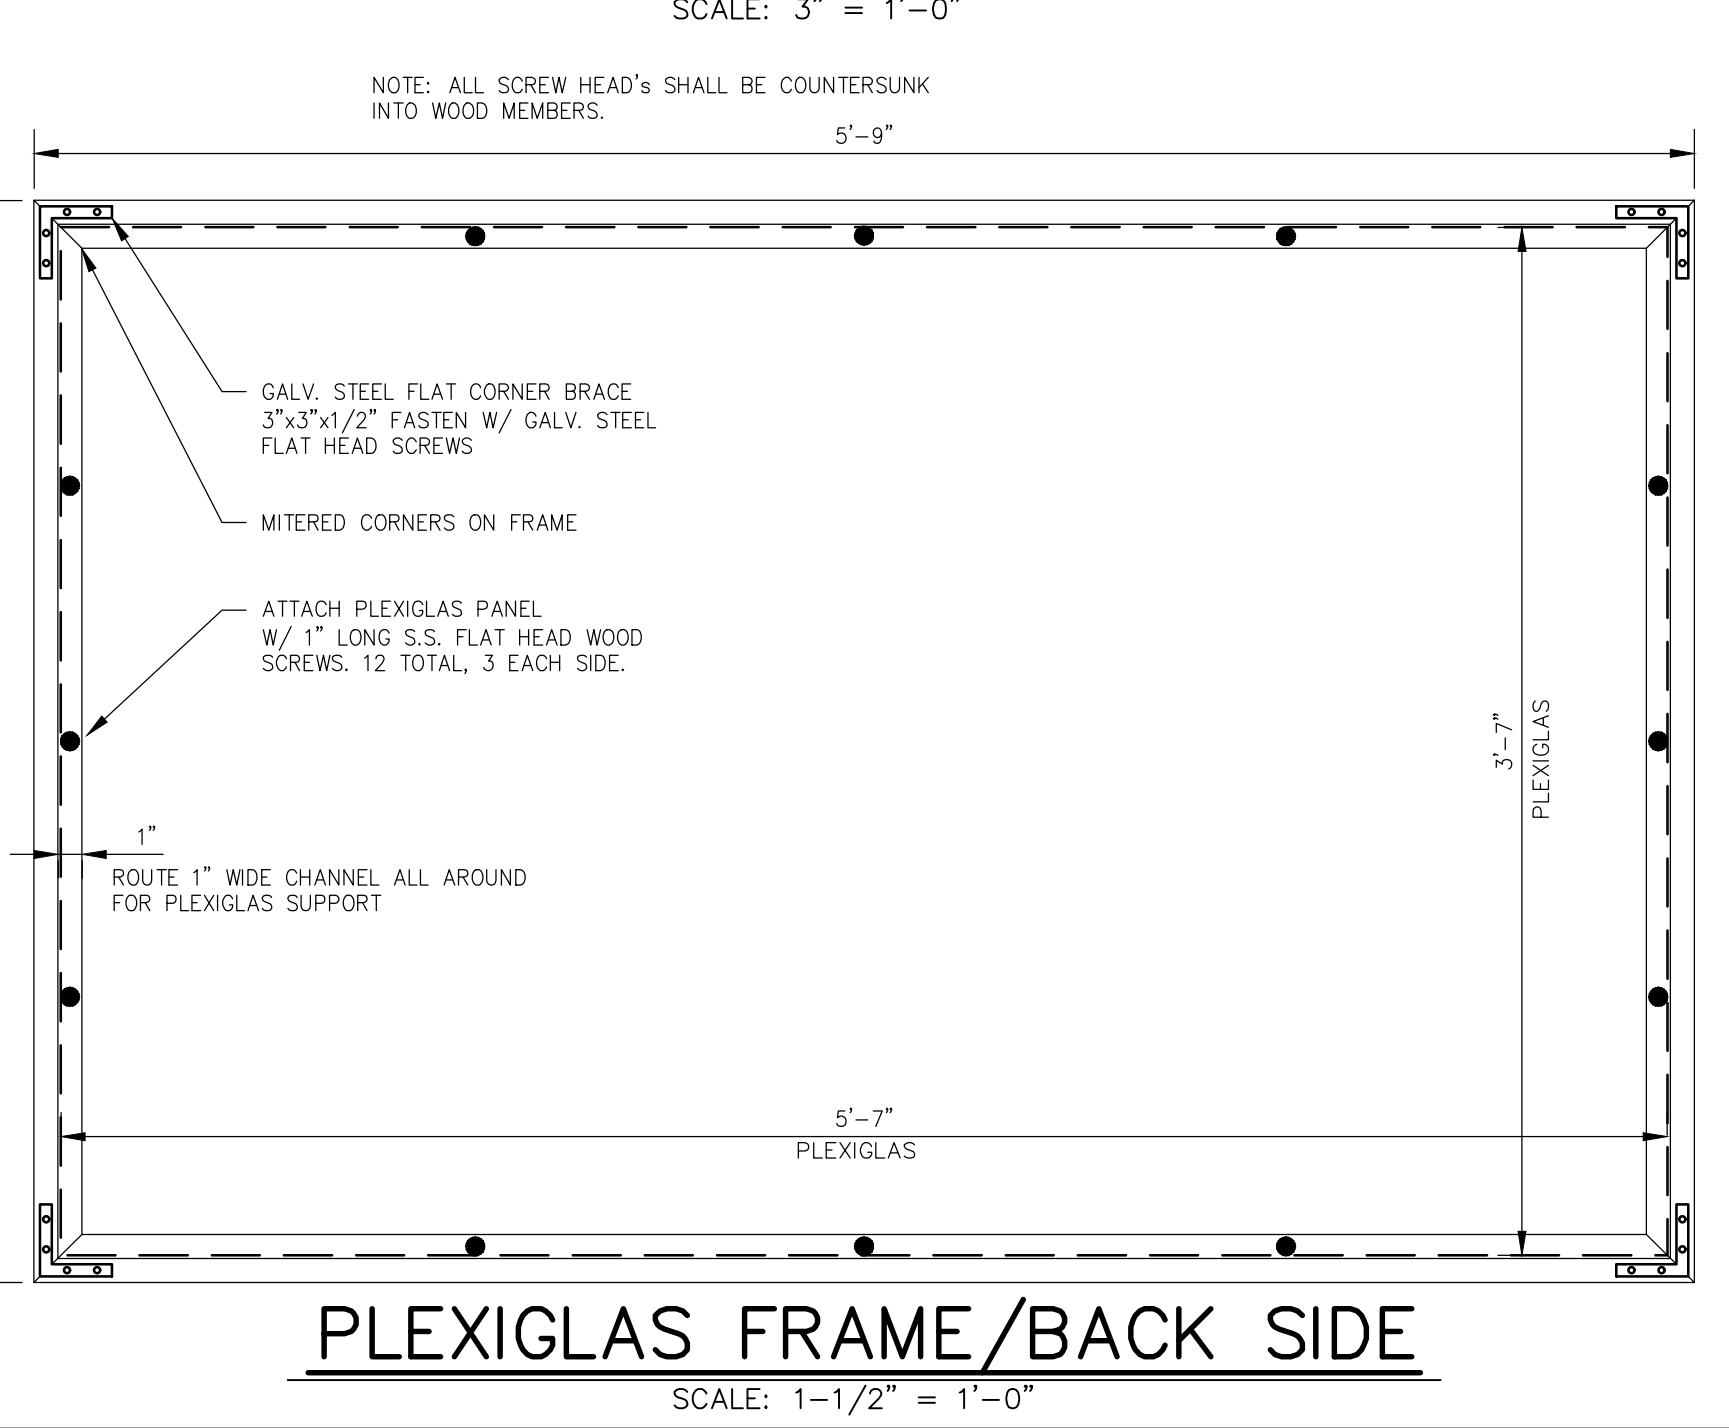 SCALE: 3" = 1'-0"
NOTE: ALL SCREW HEAD's SHALL BE COUNTERSUNK
INTO WOOD MEMBERS.
5'-9"
GALV. STEEL FLAT CORNER BRACE
3"x3"x1/2" FASTEN W/ GALV. STEEL
FLAT HEAD SCREWS
MITERED CORNERS ON FRAME
ATTACH PLEXIGLAS PANEL
W/ 1" LONG S.S. FLAT HEAD WOOD
SCREWS. 12 TOTAL, 3 EACH SIDE.
3'-7"
PLEXIGLAS
1"
ROUTE 1" WIDE CHANNEL ALL AROUND
FOR PLEXIGLAS SUPPORT
5'-7"
PLEXIGLAS
PLEXIGLAS FRAME/BACK SIDE
SCALE: 1-1/2" = 1'-0"